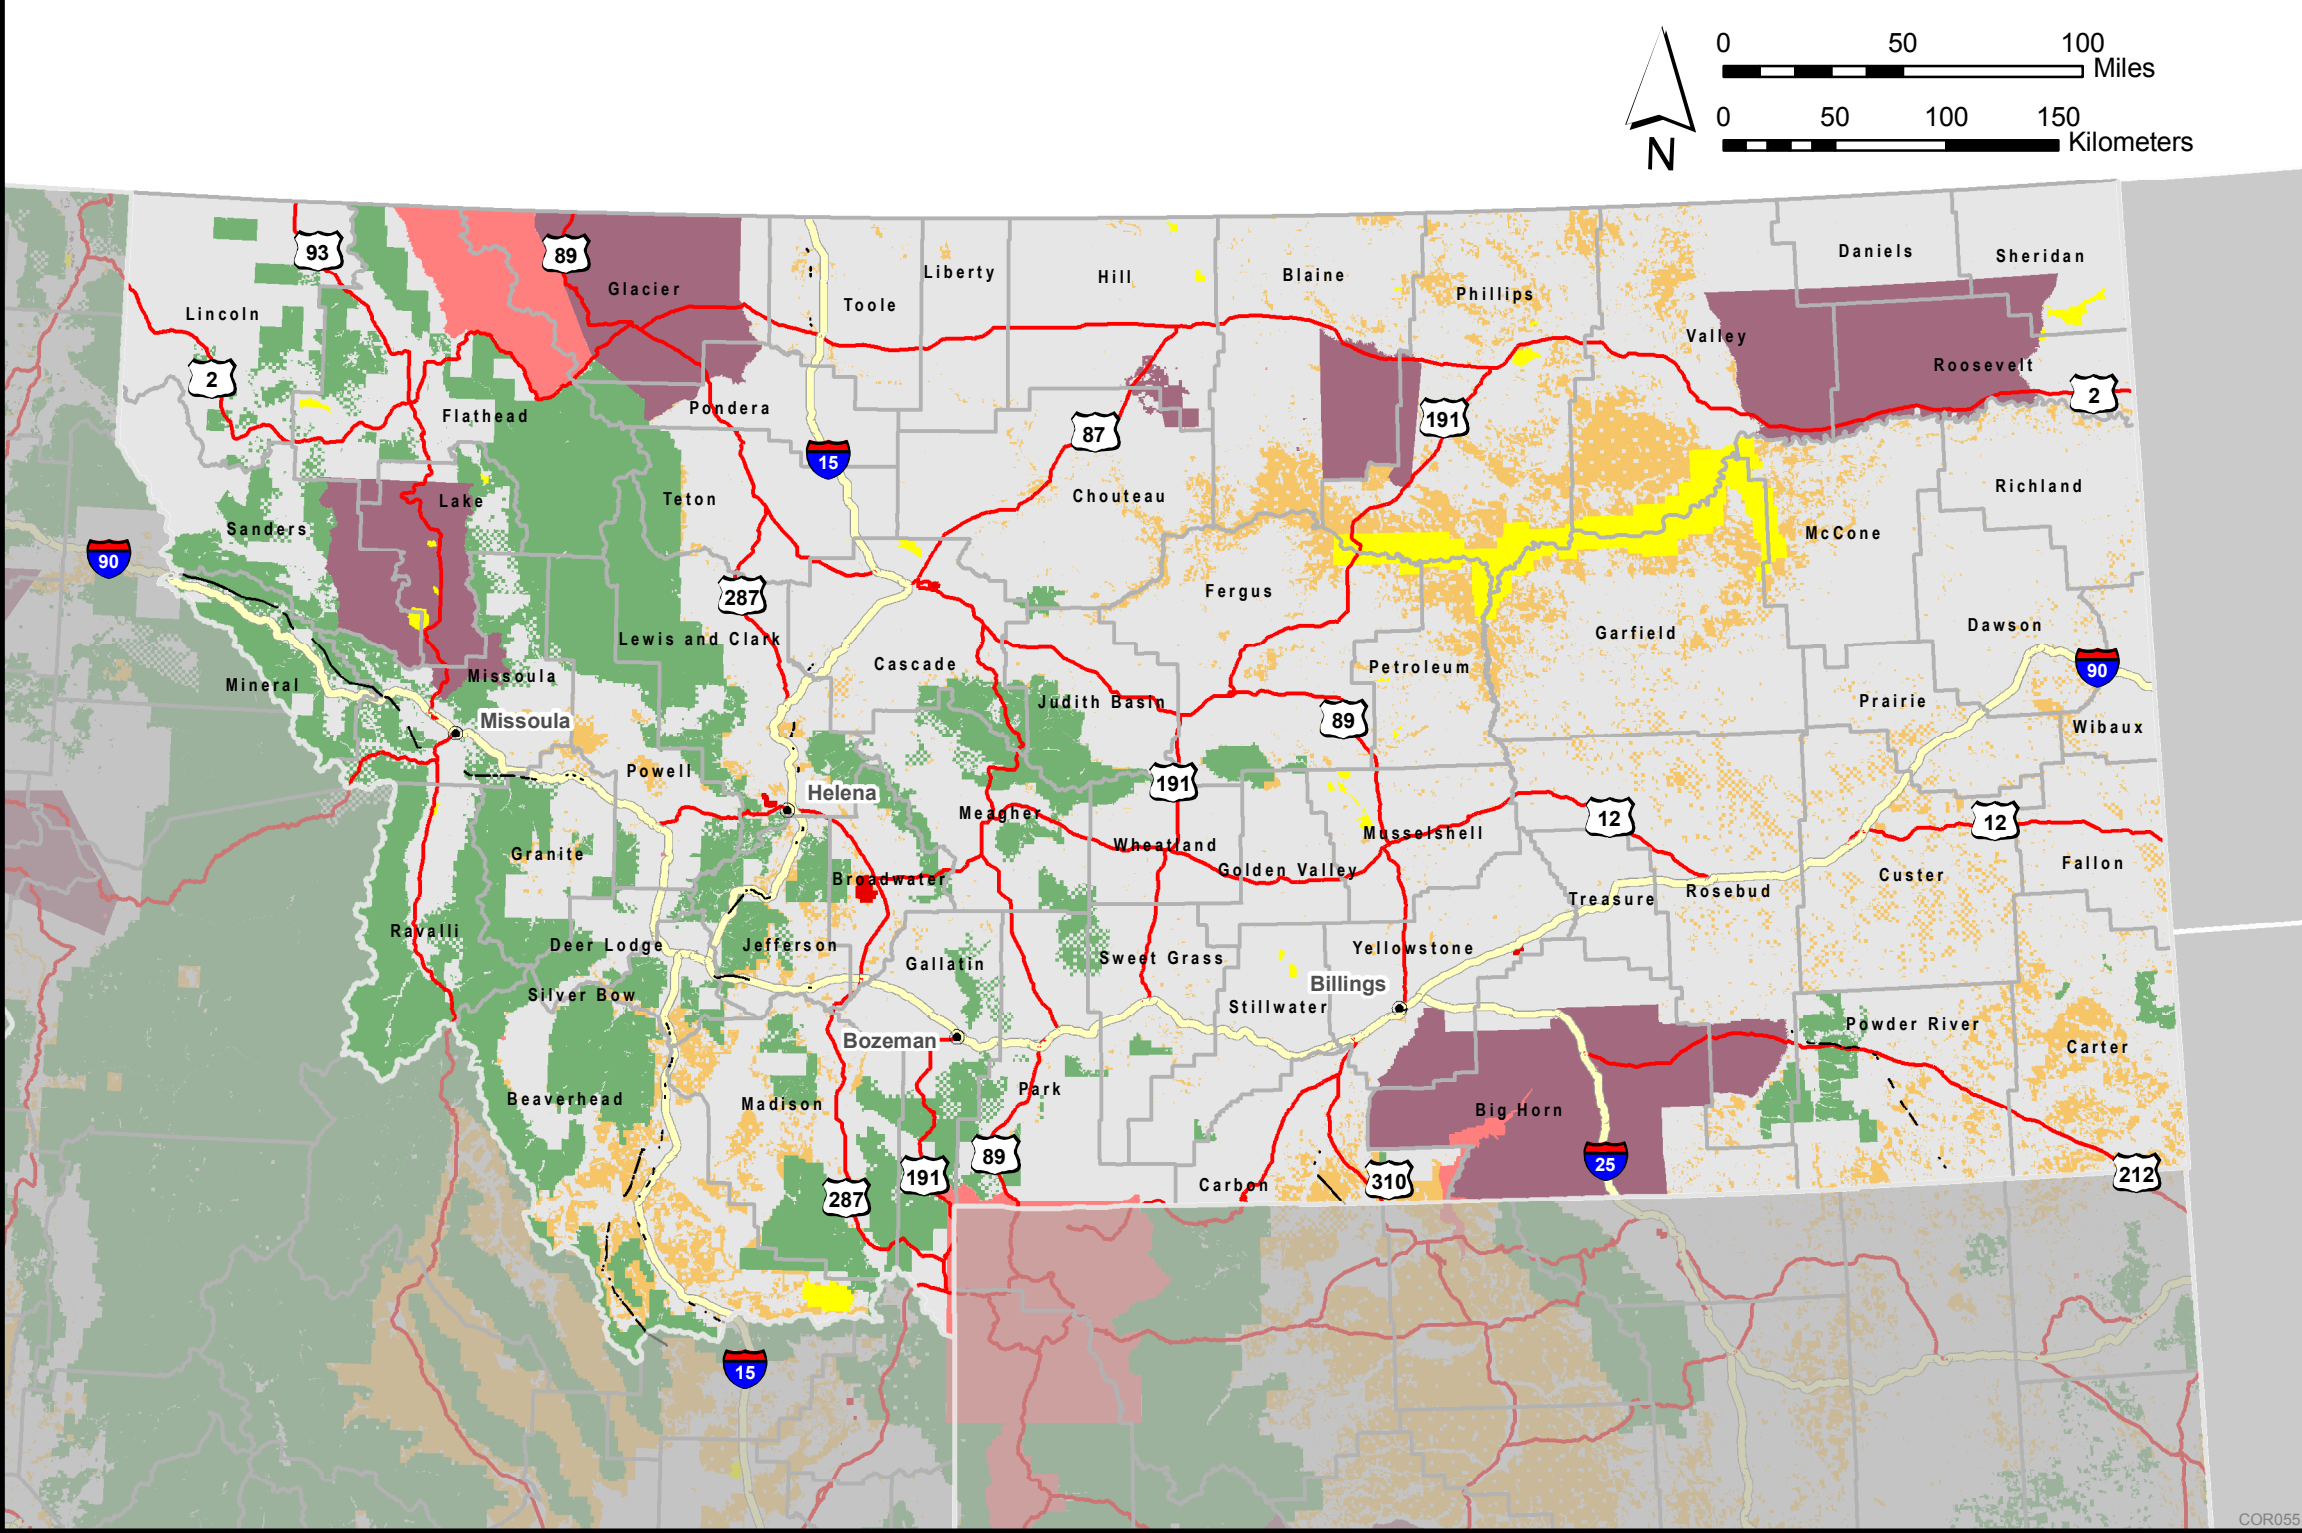 0 50 100
Miles
0 50 100 150
Kilometers
N
93
89
Daniels
Sheridan
Liberty
Hill
Blaine
Glacier
Phillips
Toole
Lincoln
Valley
Roosevelt
2
2
Flathead
Pondera
191
87
15
Richland
Chouteau
Teton
Lake
Sanders
McCone
90
Fergus
287
Dawson
Garfield
Lewis and Clark
Cascade
Petroleum
90
Missoula
Mineral
Judith Basin
Prairie
Missoula
89
Wibaux
Powell
191
Helena
Meagher
12
12
Musselshell
Wheatland
Granite
Golden Valley
Fallon
Broadwater
Custer
Rosebud
Treasure
Ravalli
Deer Lodge
Jefferson
Yellowstone
Sweet Grass
Gallatin
Billings
Silver Bow
Stillwater
Powder River
Bozeman
Carter
Park
Beaverhead
Madison
Big Horn
89
25
191
212
310
Carbon
287
15
COR055